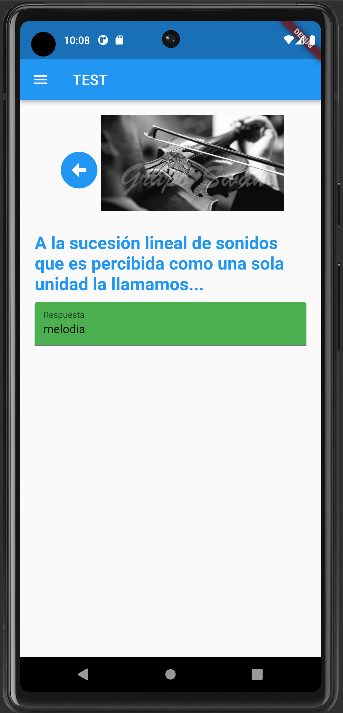 10:08
DEBUG
TEST
A la sucesión lineal de sonidos
que es percibida como una sola
unidad la llamamos...
Respuesta
melodia